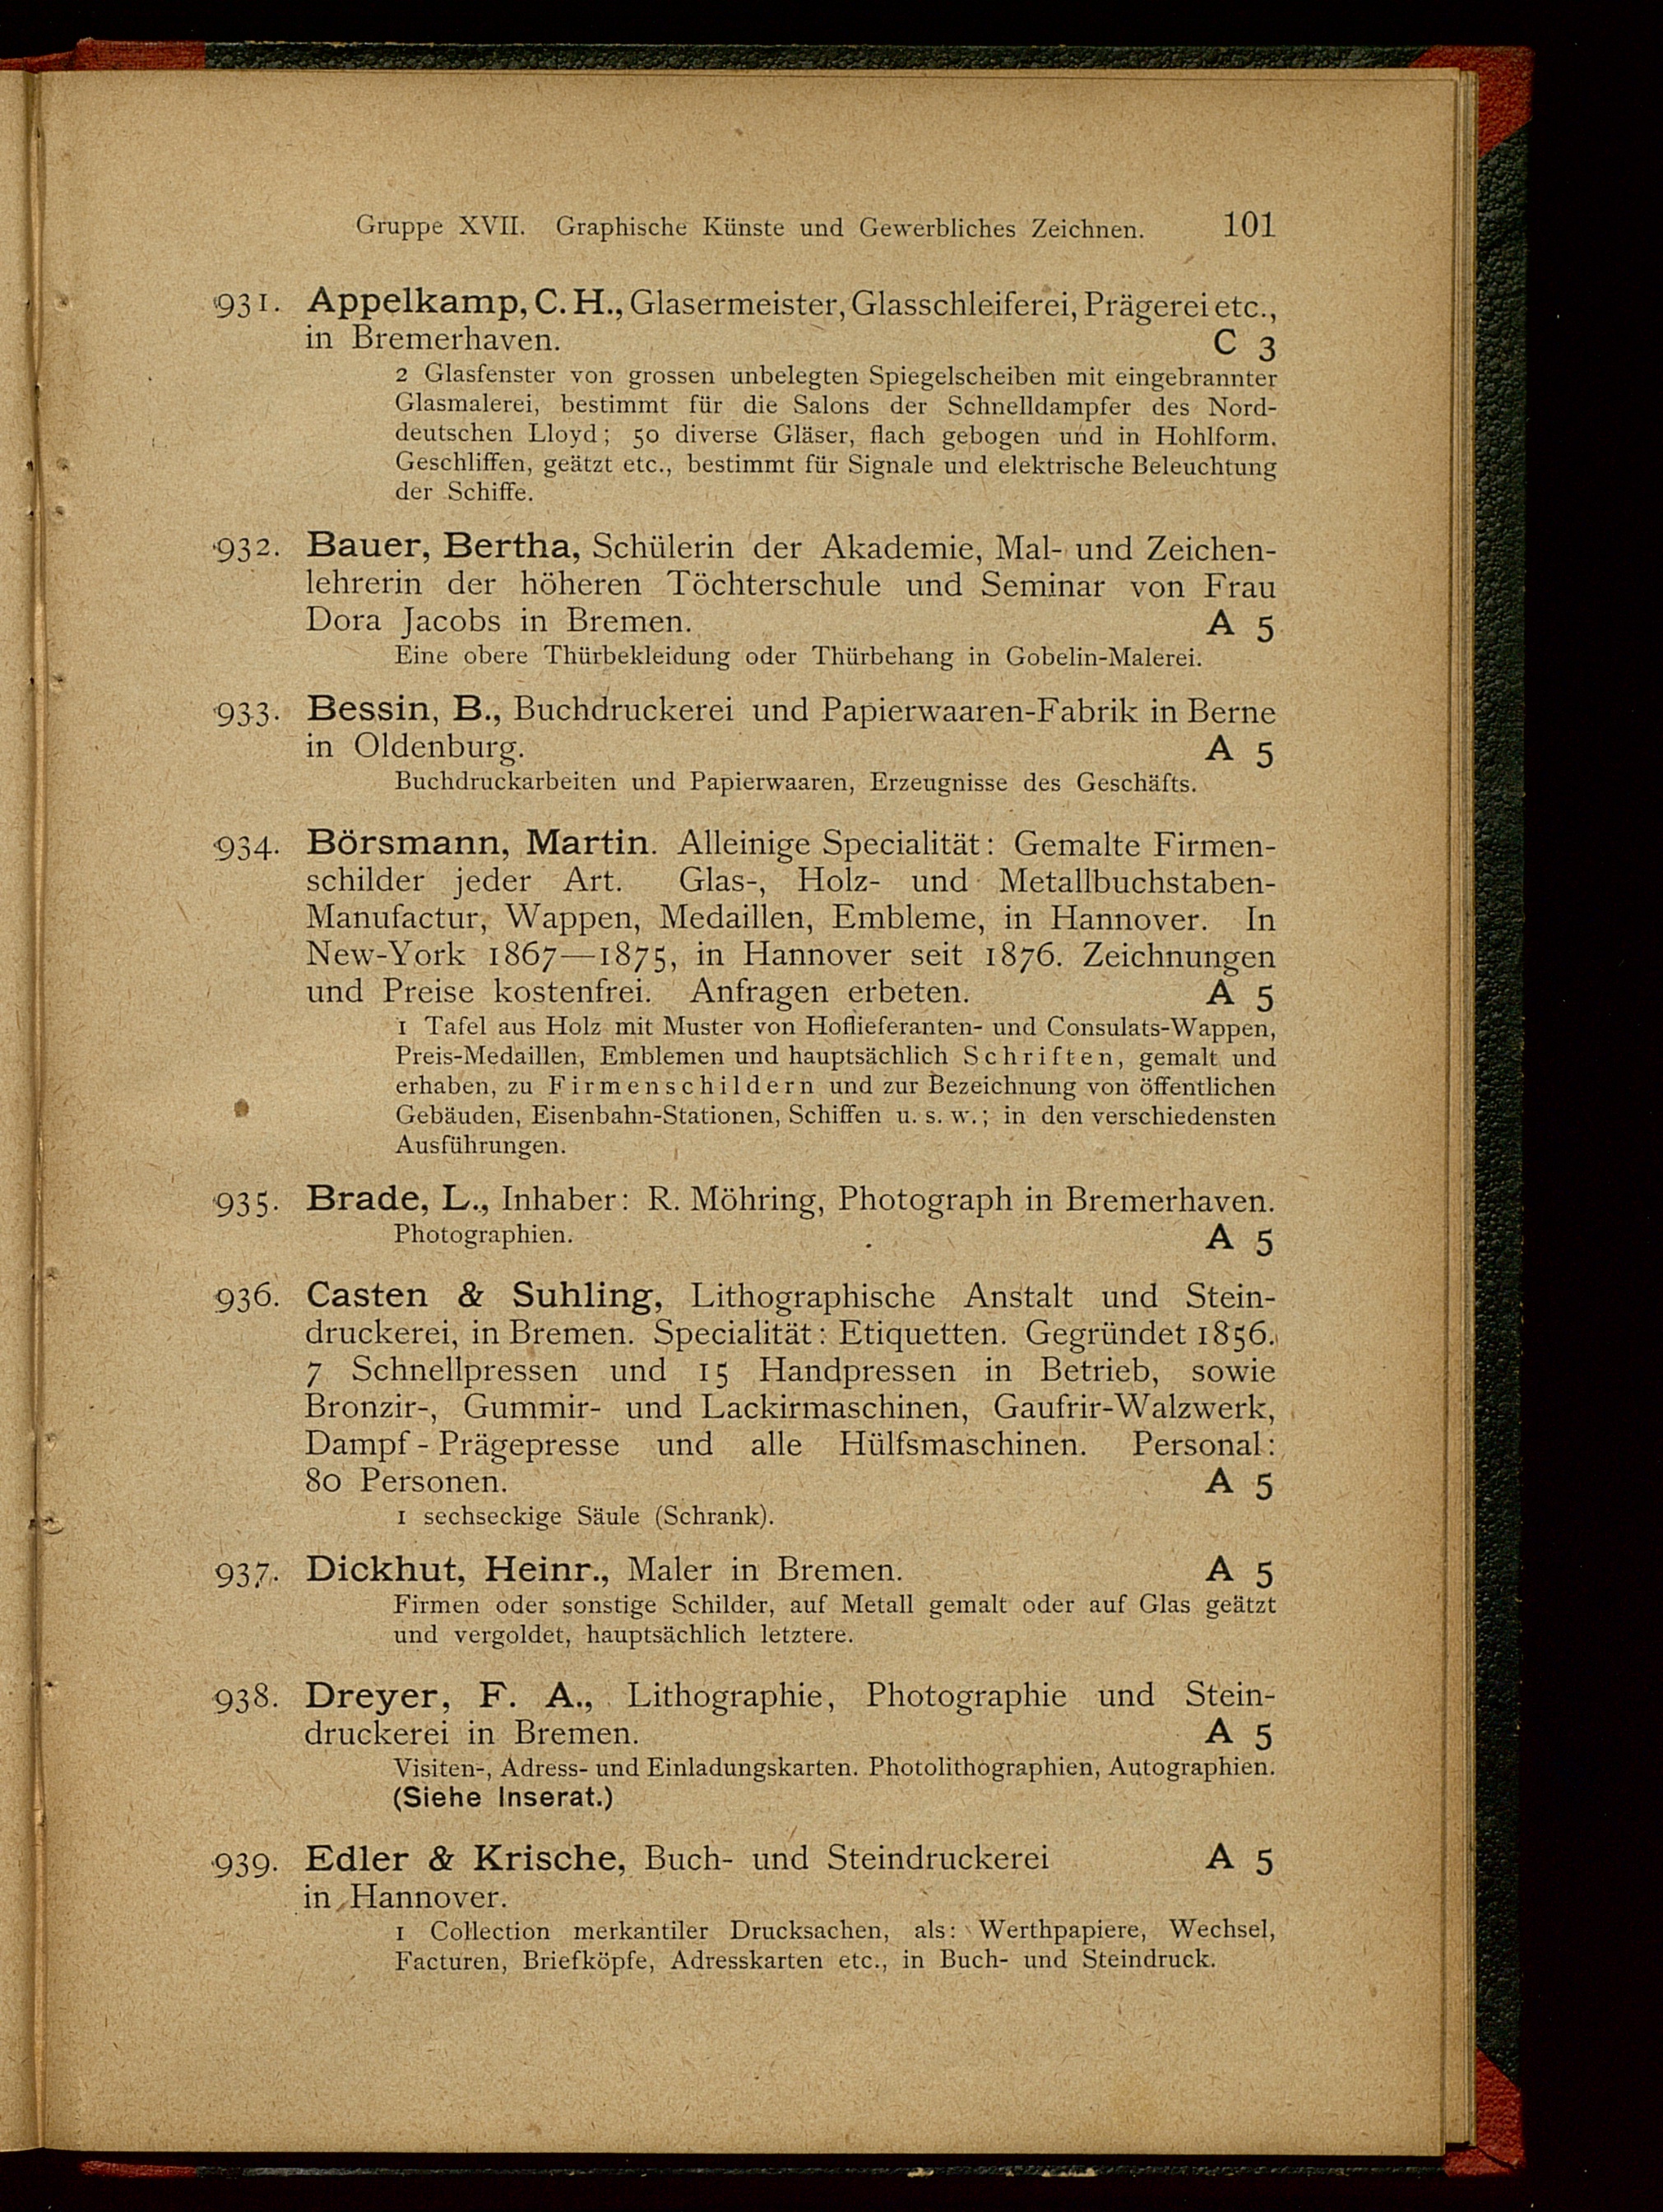 Gruppe XVII. Graphische Künste und Gewerbliches Zeichnen. 101
931. Appelkamp, C. H., Glasermeister, Glasschleiferei, Prägerei etc.,
in Bremerhaven. C 3
2 Glasfenster von grossen unbelegten Spiegelscheiben mit eingebrannter
Glasmalerei, bestimmt für die Salons der Schnelldampfer des Nord-
deutschen Lloyd; 50 diverse Gläser, flach gebogen und in Hohlform.
Geschliffen, geätzt etc., bestimmt für Signale und elektrische Beleuchtung
der Schiffe.
932. Bauer, Bertha, Schülerin der Akademie, Mal- und Zeichen-
lehrerin der höheren Töchterschule und Seminar von Frau
Dora Jacobs in Bremen. A 5
Eine obere Thürbekleidung oder Thürbehang in Gobelin-Malerei.
933. Bessin, B., Buchdruckerei und Papierwaaren-Fabrik in Berne
in Oldenburg. A 5
Buchdruckarbeiten und Papierwaaren, Erzeugnisse des Geschäfts.
934. Börsmann, Martin. Alleinige Specialität: Gemalte Firmen-
schilder jeder Art. Glas-, Holz- und Metallbuchstaben-
Manufactur, Wappen, Medaillen, Embleme, in Hannover. In
New-York 1867—1875, in Hannover seit 1876. Zeichnungen
und Preise kostenfrei. Anfragen erbeten. A 5
1 Tafel aus Holz mit Muster von Hoflieferanten- und Consulats-Wappen,
Preis-Medaillen, Emblemen und hauptsächlich Schriften, gemalt und
erhaben, zu Firmenschildern und zur Bezeichnung von öffentlichen
Gebäuden, Eisenbahn-Stationen, Schiffen u. s. w.; in den verschiedensten
Ausführungen.
935. Brade, L., Inhaber: R. Möhring, Photograph in Bremerhaven.
Photographien. A 5
936. Casten & Suhling, Lithographische Anstalt und Stein-
druckerei, in Bremen. Specialität: Etiquetten. Gegründet 1856.
7 Schnellpressen und 15 Handpressen in Betrieb, sowie
Bronzir-, Gummir- und Lackirmaschinen, Gaufrir-Walzwerk,
Dampf-Prägepresse und alle Hülfsmaschinen. Personal:
80 Personen. A 5
1 sechseckige Säule (Schrank).
937. Dickhut, Heinr., Maler in Bremen. A 5
Firmen oder sonstige Schilder, auf Metall gemalt oder auf Glas geätzt
und vergoldet, hauptsächlich letztere.
938. Dreyer, F. A., Lithographie, Photographie und Stein-
druckerei in Bremen. A 5
Visiten-, Adress- und Einladungskarten. Photolithographien, Autographien.
(Siehe Inserat.)
939. Edler & Krische, Buch- und Steindruckerei A 5
in Hannover.
1 Collection merkantiler Drucksachen, als: Werthpapiere, Wechsel,
Facturen, Briefköpfe, Adresskarten etc., in Buch- und Steindruck.